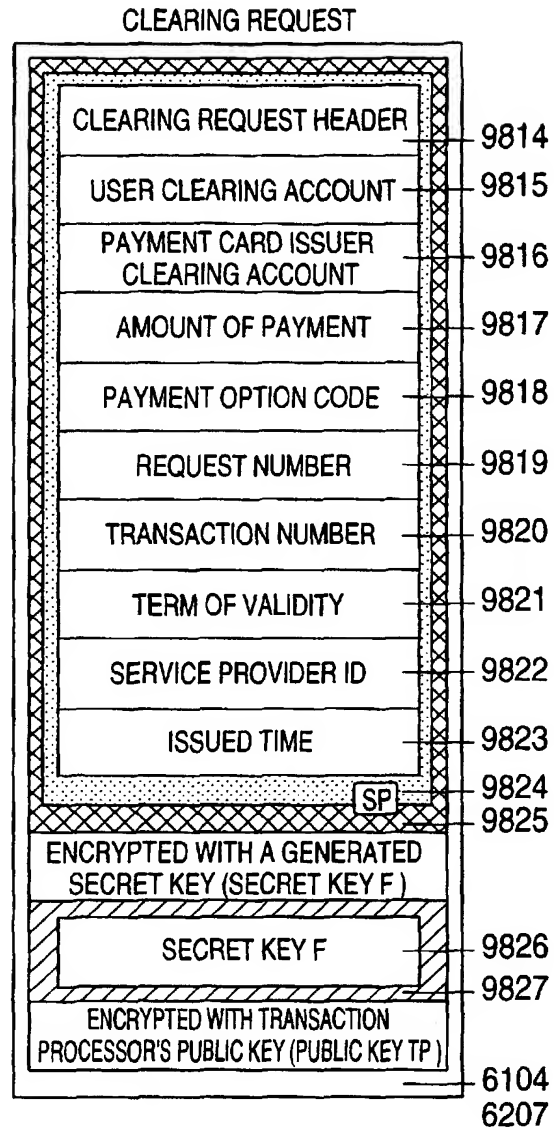 CLEARING REQUEST
CLEARING REQUEST HEADER
9814
USER CLEARING ACCOUNT
9815
PAYMENT CARD ISSUER
CLEARING ACCOUNT
9816
AMOUNT OF PAYMENT
9817
PAYMENT OPTION CODE
9818
REQUEST NUMBER
9819
TRANSACTION NUMBER
9820
TERM OF VALIDITY
9821
SERVICE PROVIDER ID
9822
ISSUED TIME
9823
SP
9824
9825
ENCRYPTED WITH A GENERATED
SECRET KEY (SECRET KEY F )
SECRET KEY F
9826
9827
ENCRYPTED WITH TRANSACTION
PROCESSOR'S PUBLIC KEY (PUBLIC KEY TP )
6104
6207